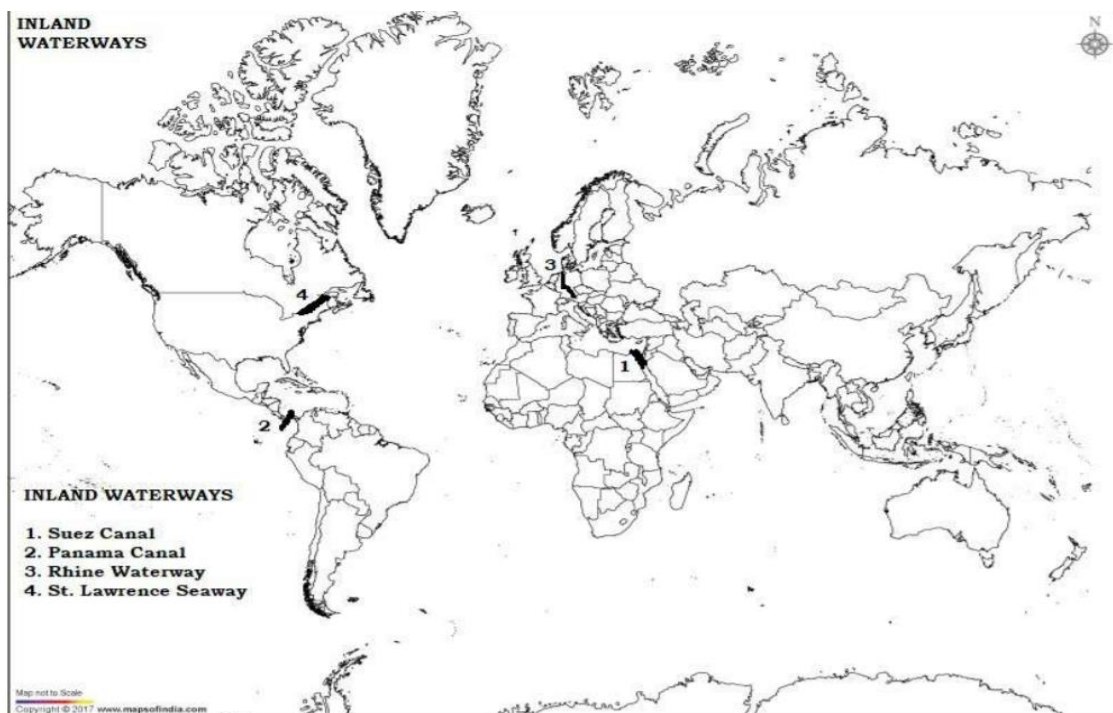 INLAND
WATERWAYS
N
3
4
1
2
INLAND WATERWAYS
1. Suez Canal
2. Panama Canal
3. Rhine Waterway
4. St. Lawrence Seaway
Map not to Scale
Copyright © 2017 www.mapsofindia.com